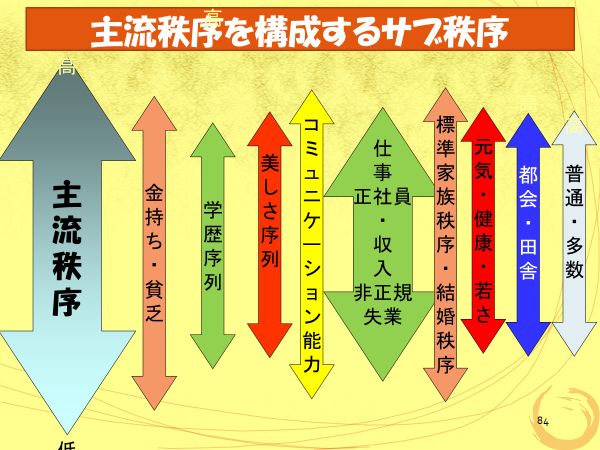 主流秩序を構成するサブ秩序
高
高
主流秩序
低
金持ち・貧乏
学歴序列
美しさ序列
コミュニケーション能力
仕事
正社員
・
収入
非正規
失業
標準家族秩序・結婚秩序
元気・健康・若さ
都会・田舎
高
普通・多数
84